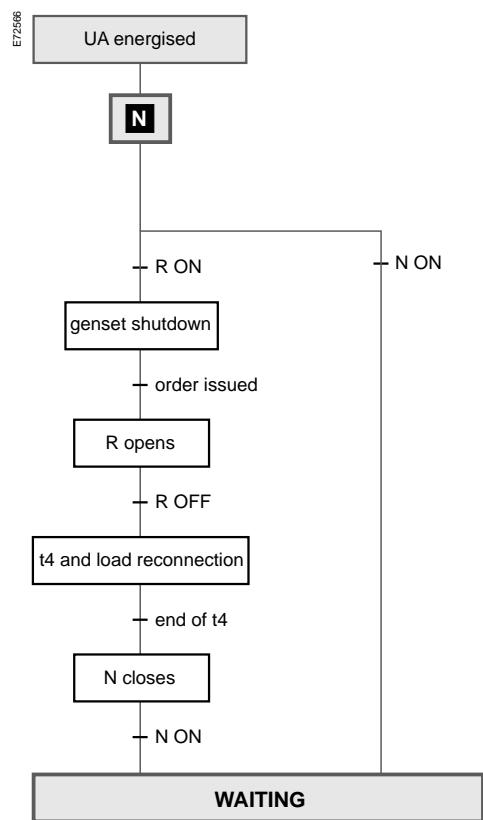 E72566
UA energised
N
R ON
N ON
genset shutdown
order issued
R opens
R OFF
t4 and load reconnection
end of t4
N closes
N ON
WAITING